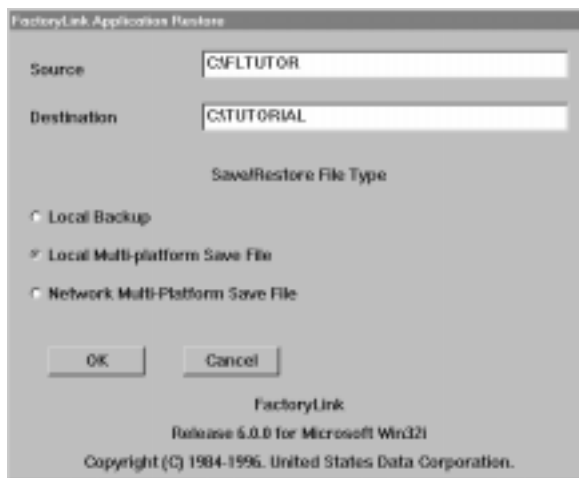 FactoryLink Application Restore
Source C:\FLTUTOR
Destination C:\TUTORIAL
Save/Restore File Type
Local Backup
Local Multi-platform Save File
Network Multi-Platform Save File
OK Cancel
FactoryLink
Release 6.0.0 for Microsoft Win32i
Copyright (C) 1984-1996. United States Data Corporation.